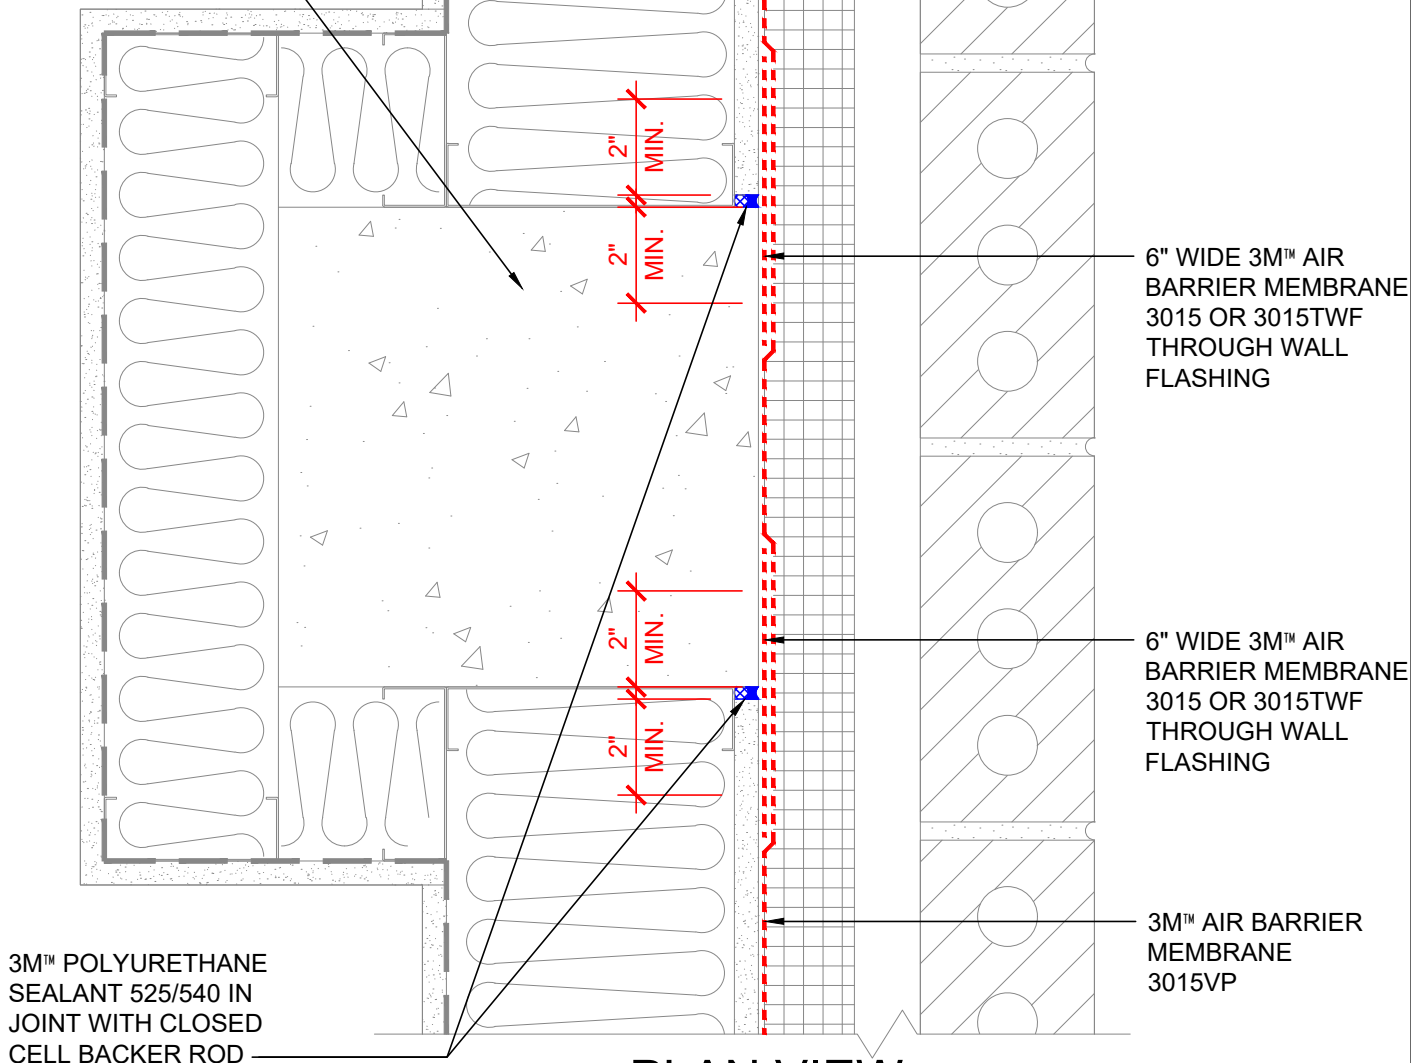 2"
MIN.
2"
MIN.
6" WIDE 3M™ AIR
BARRIER MEMBRANE
3015 OR 3015TWF
THROUGH WALL
FLASHING
2"
MIN.
2"
MIN.
6" WIDE 3M™ AIR
BARRIER MEMBRANE
3015 OR 3015TWF
THROUGH WALL
FLASHING
3M™ AIR BARRIER
MEMBRANE
3015VP
3M™ POLYURETHANE
SEALANT 525/540 IN
JOINT WITH CLOSED
CELL BACKER ROD
PLAN VIEW